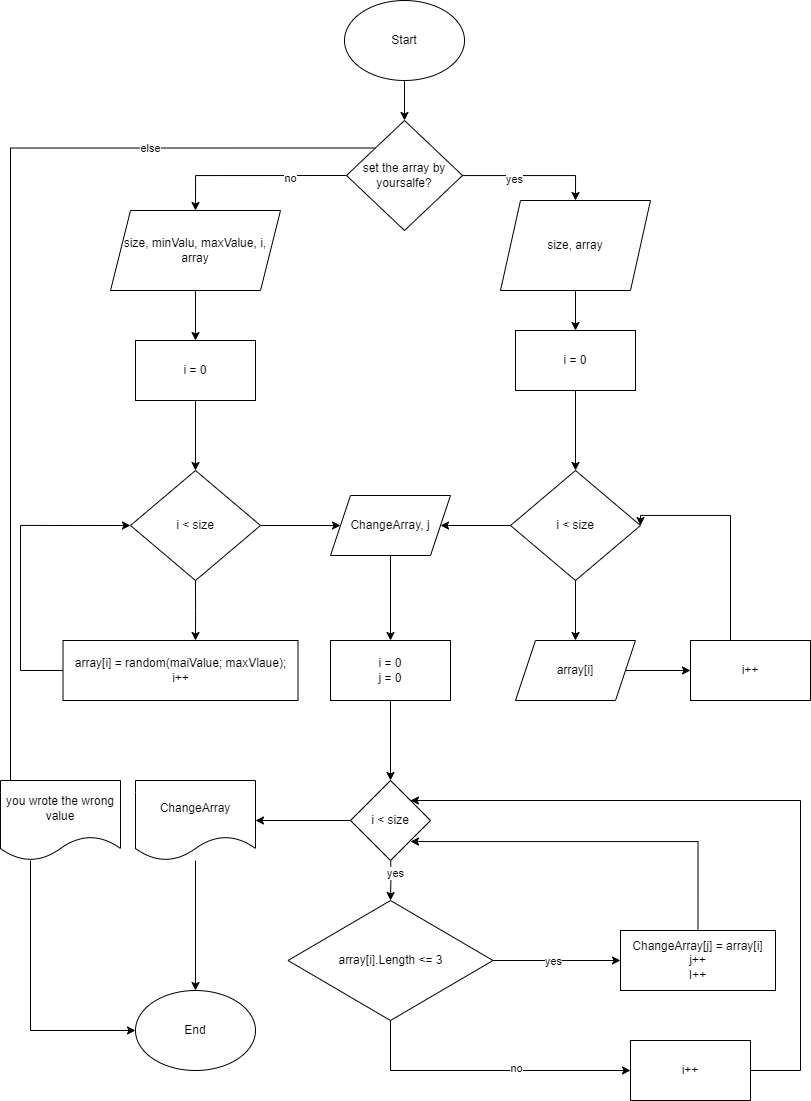 Start
else
set the array by
yoursalfe?
no
yes
size, minValu, maxValue, i,
array
size, array
i = 0
i = 0
i < size
ChangeArray, j
i < size
array[i] = random(maiValue; maxVlaue);
i++
i = 0
j = 0
array[i]
i++
you wrote the wrong
value
ChangeArray
i < size
yes
array[i].Length <= 3
yes
ChangeArray[j] = array[i]
j++
I++
End
no
i++